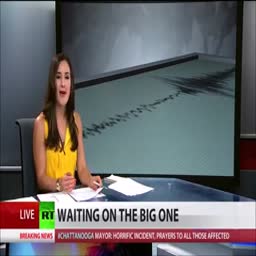 LIVE RT WAITING ON THE BIG ONE
BREAKING NEWS #CHATTANOOGA MAYOR: HORRIFIC INCIDENT, PRAYERS TO ALL THOSE AFFECTED